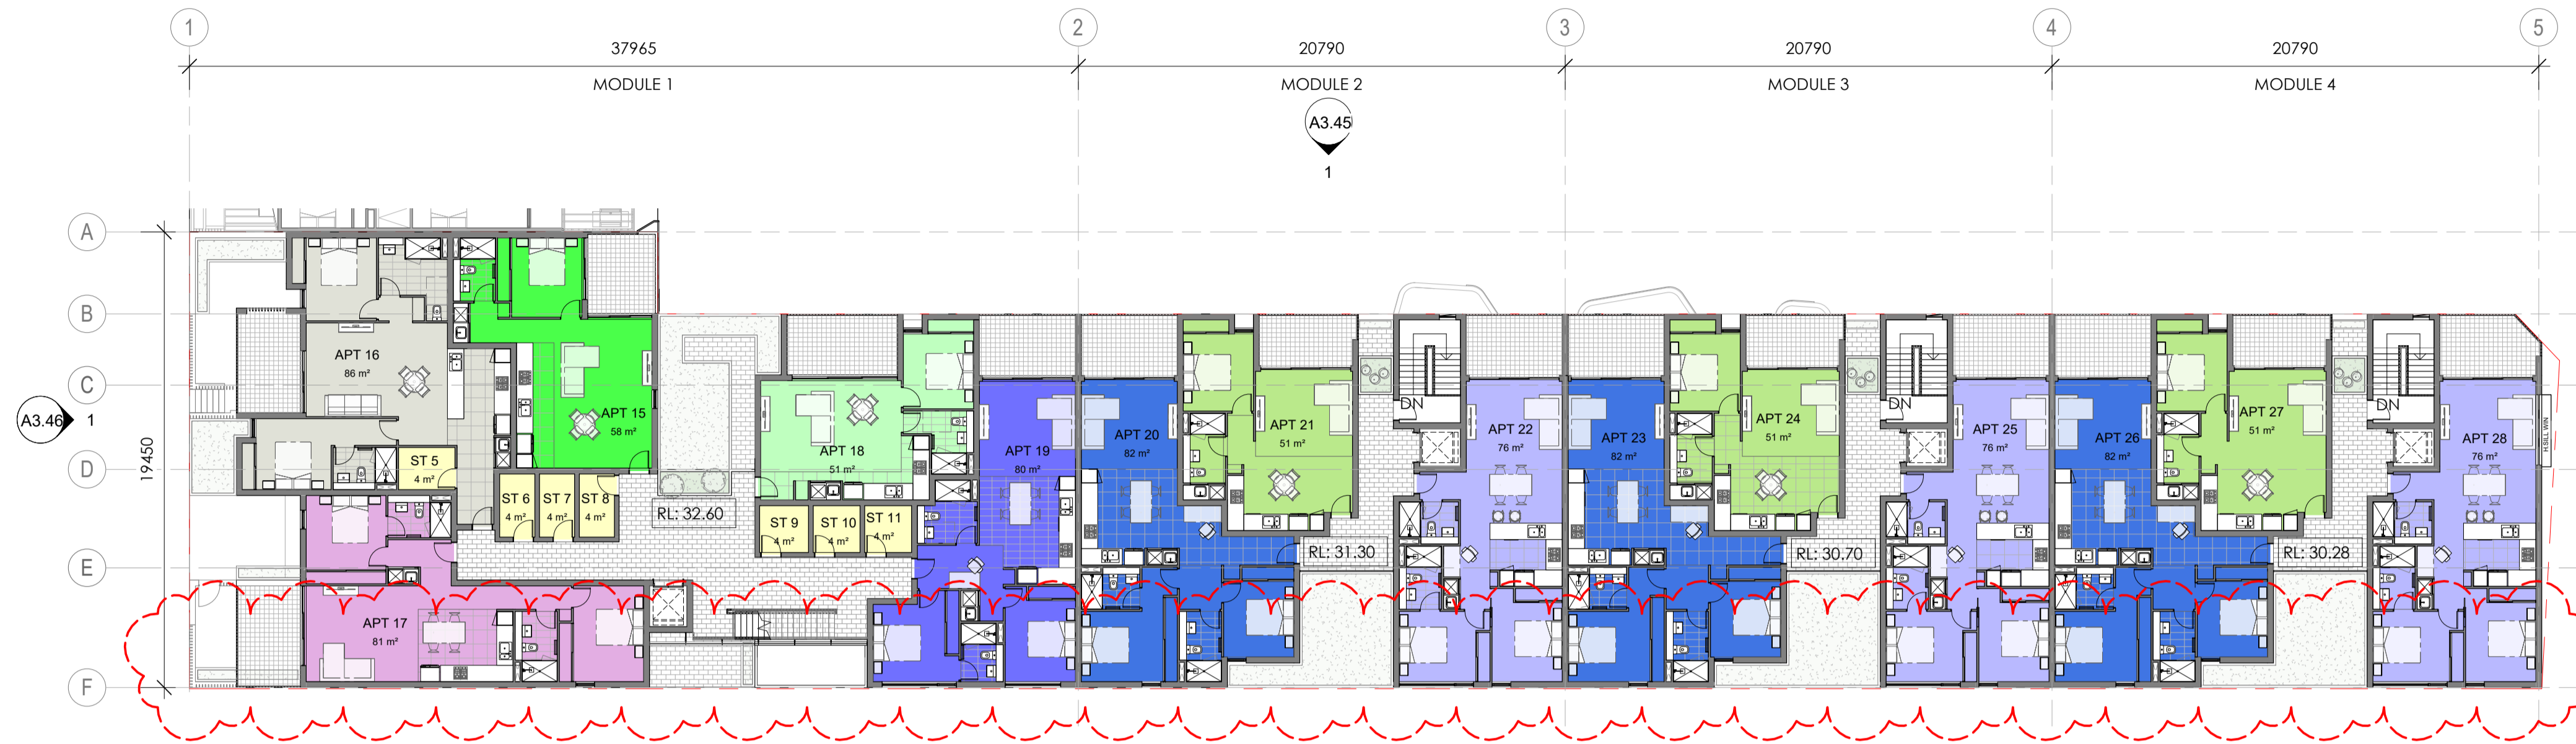 1
2
3
4
5
37965
20790
20790
20790
MODULE 1
MODULE 2
MODULE 3
MODULE 4
A3.45
1
A
B
C
D
E
F
19450
A3.46
1
APT 16
86 m²
APT 15
58 m²
ST 5
4 m²
ST 6
4 m²
ST 7
4 m²
ST 8
4 m²
RL: 32.60
APT 17
81 m²
APT 18
51 m²
ST 9
4 m²
ST 10
4 m²
ST 11
4 m²
APT 19
80 m²
APT 20
82 m²
APT 21
51 m²
RL: 31.30
DN
APT 22
76 m²
APT 23
82 m²
APT 24
51 m²
RL: 30.70
DN
APT 25
76 m²
APT 26
82 m²
APT 27
51 m²
RL: 30.28
DN
APT 28
76 m²
H.SILL WIN